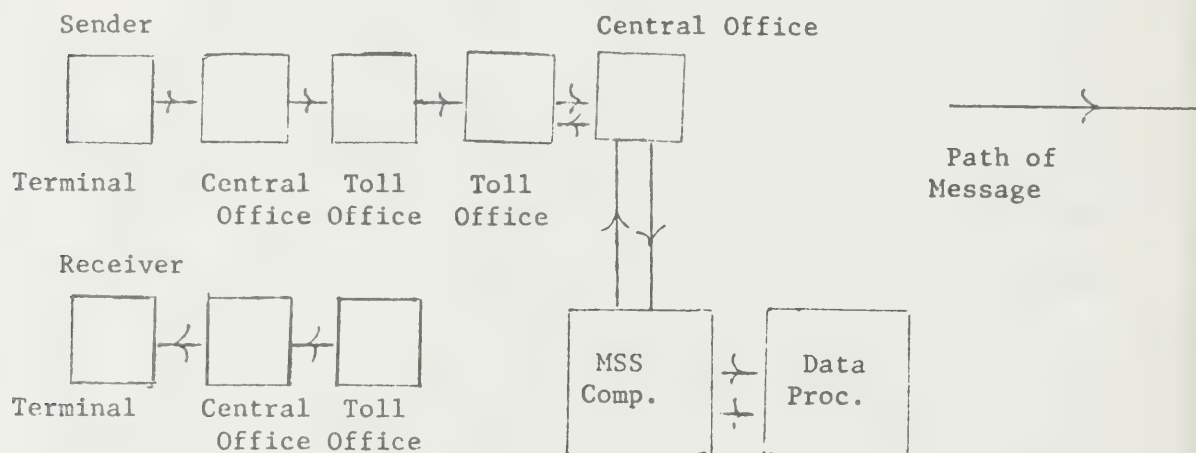 Sender
Central Office
Terminal
Central Office
Toll Office
Toll Office
Path of
Message
Receiver
Terminal
Central Office
Toll Office
MSS
Comp.
Data
Proc.